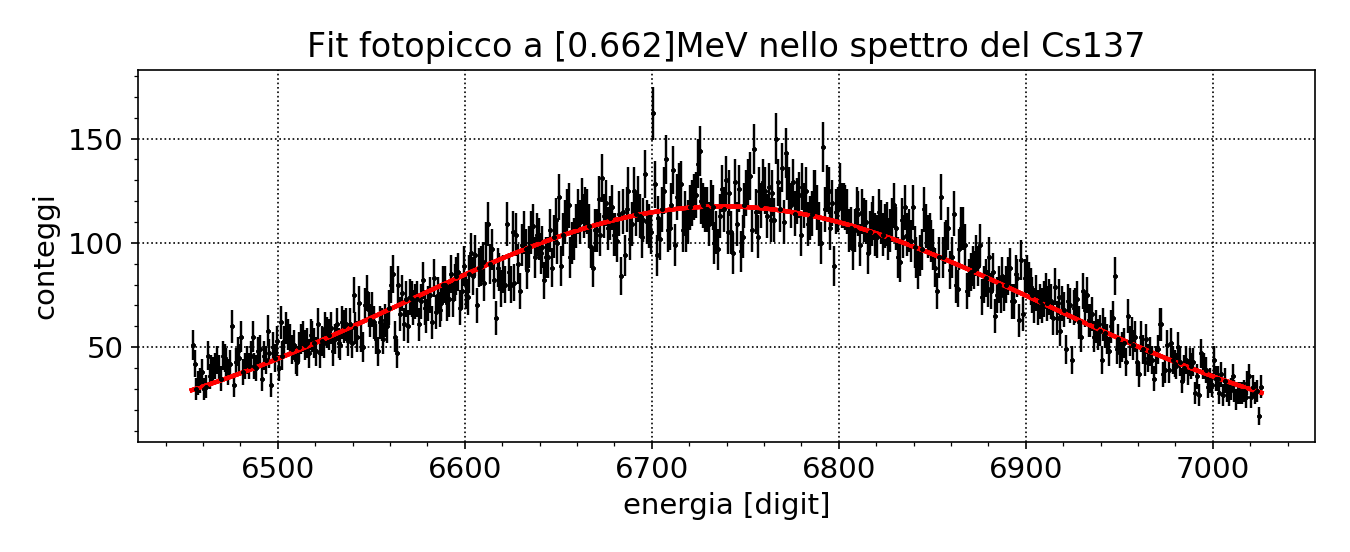 Fit fotopicco a [0.662]MeV nello spettro del Cs137
150
100
50
conteggi
6500 6600 6700 6800 6900 7000
energia [digit]